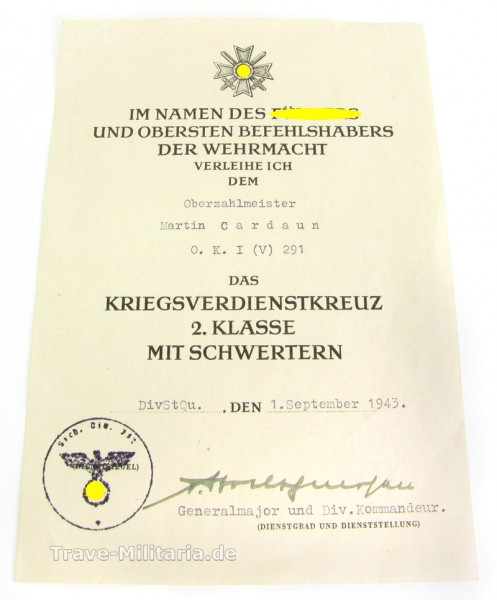 IM NAMEN DES
UND OBERSTEN BEFEHLSHABERS
DER WEHRMACHT
VERLEIHE ICH
DEM
Oberzahlmeister
Martin Cardaun
O. K. I (V) 291
DAS
KRIEGSVERDIENSTKREUZ
2. KLASSE
MIT SCHWERTERN
DivStQu. , DEN 1.September 1943.
Generalmajor und Div.Kommandeur.
(DIENSTGRAD UND DIENSTSTELLUNG)
Trave-Militaria.de